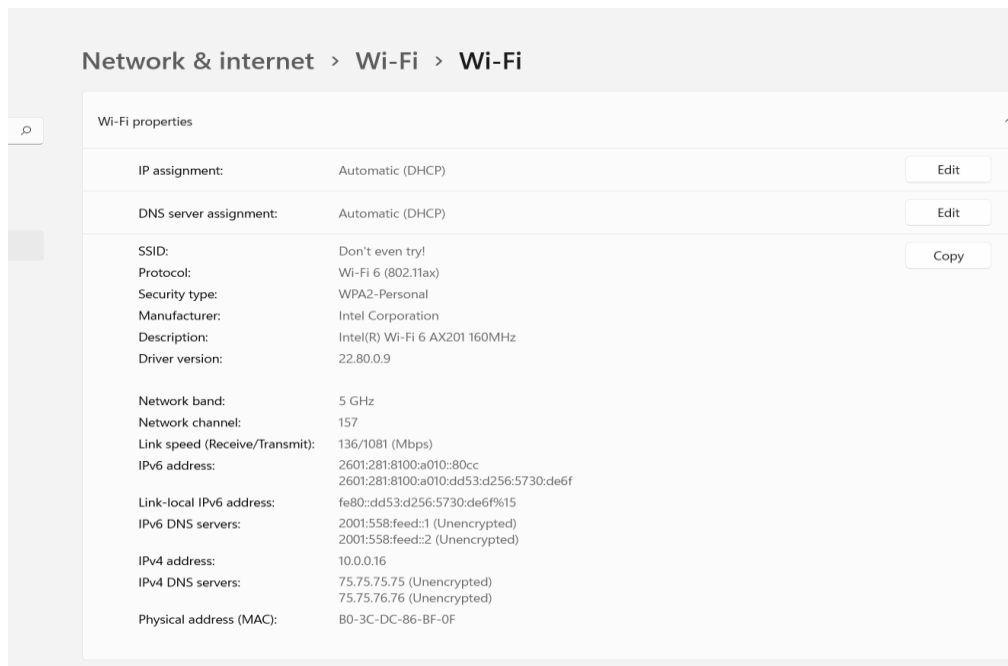 Network & internet > Wi-Fi > Wi-Fi
Wi-Fi properties
IP assignment: Automatic (DHCP) Edit
DNS server assignment: Automatic (DHCP) Edit
SSID: Don't even try! Copy
Protocol: Wi-Fi 6 (802.11ax)
Security type: WPA2-Personal
Manufacturer: Intel Corporation
Description: Intel(R) Wi-Fi 6 AX201 160MHz
Driver version: 22.80.0.9
Network band: 5 GHz
Network channel: 157
Link speed (Receive/Transmit): 136/1081 (Mbps)
IPv6 address: 2601:281:8100:a010::80cc
2601:281:8100:a010:dd53:d256:5730:de6f
Link-local IPv6 address: fe80::dd53:d256:5730:de6f%15
IPv6 DNS servers: 2001:558:feed::1 (Unencrypted)
2001:558:feed::2 (Unencrypted)
IPv4 address: 10.0.0.16
IPv4 DNS servers: 75.75.75.75 (Unencrypted)
75.75.76.76 (Unencrypted)
Physical address (MAC): B0-3C-DC-86-BF-0F